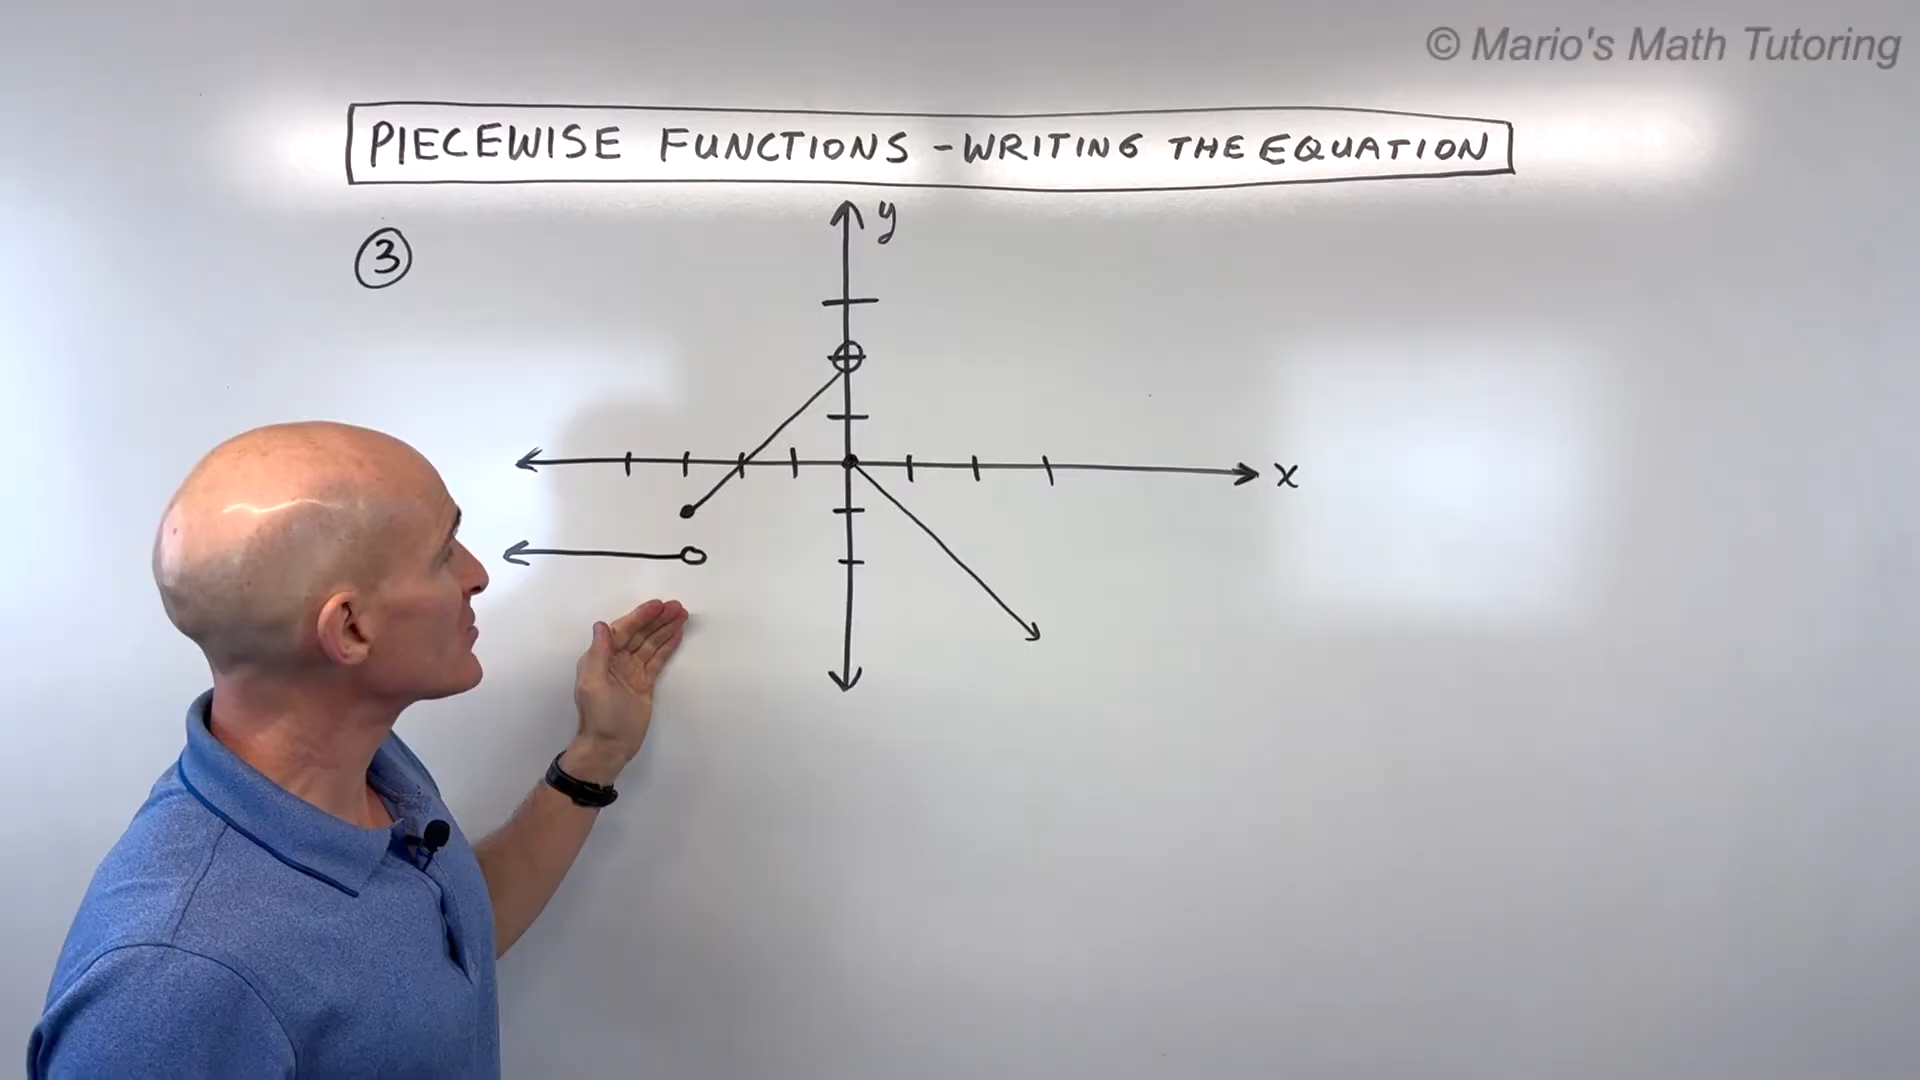 © Mario's Math Tutoring
PIECEWISE FUNCTIONS - WRITING THE EQUATION
3
y
x